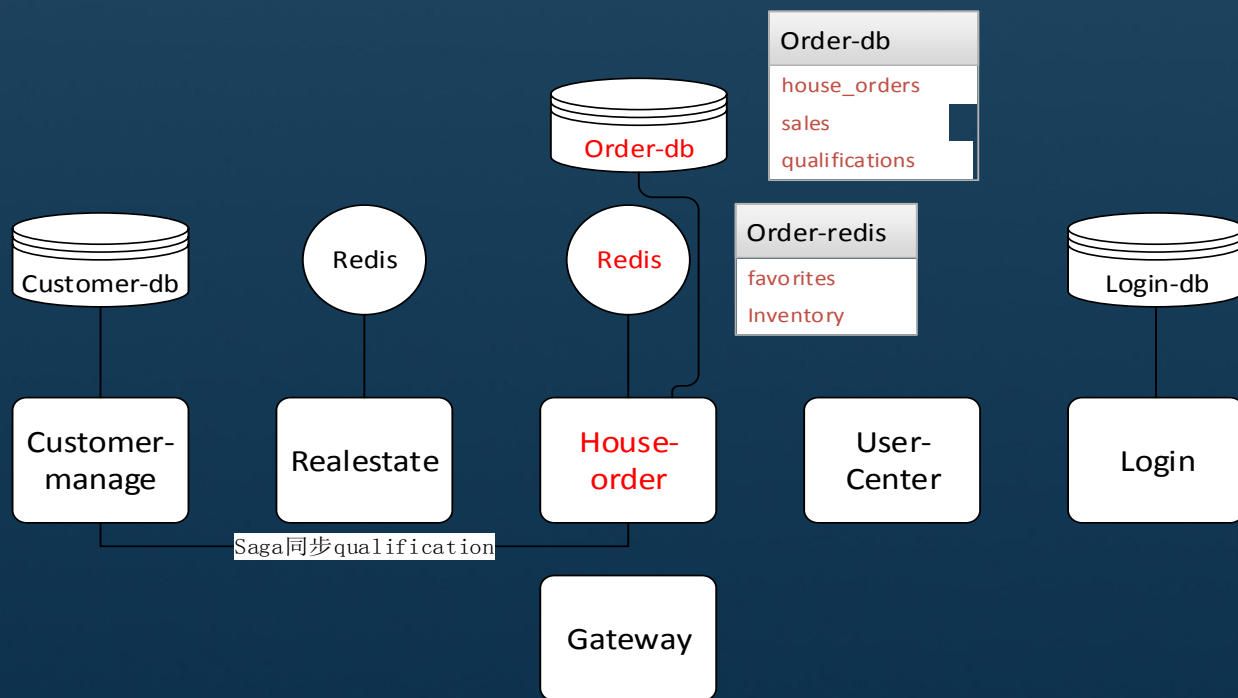 Order-db
house_orders
sales
qualifications
Order-db
Order-redis
favorites
Inventory
Customer-db
Redis
Redis
Login-db
Customer-
manage
Realestate
House-
order
User-
Center
Login
Saga同步qualification
Gateway